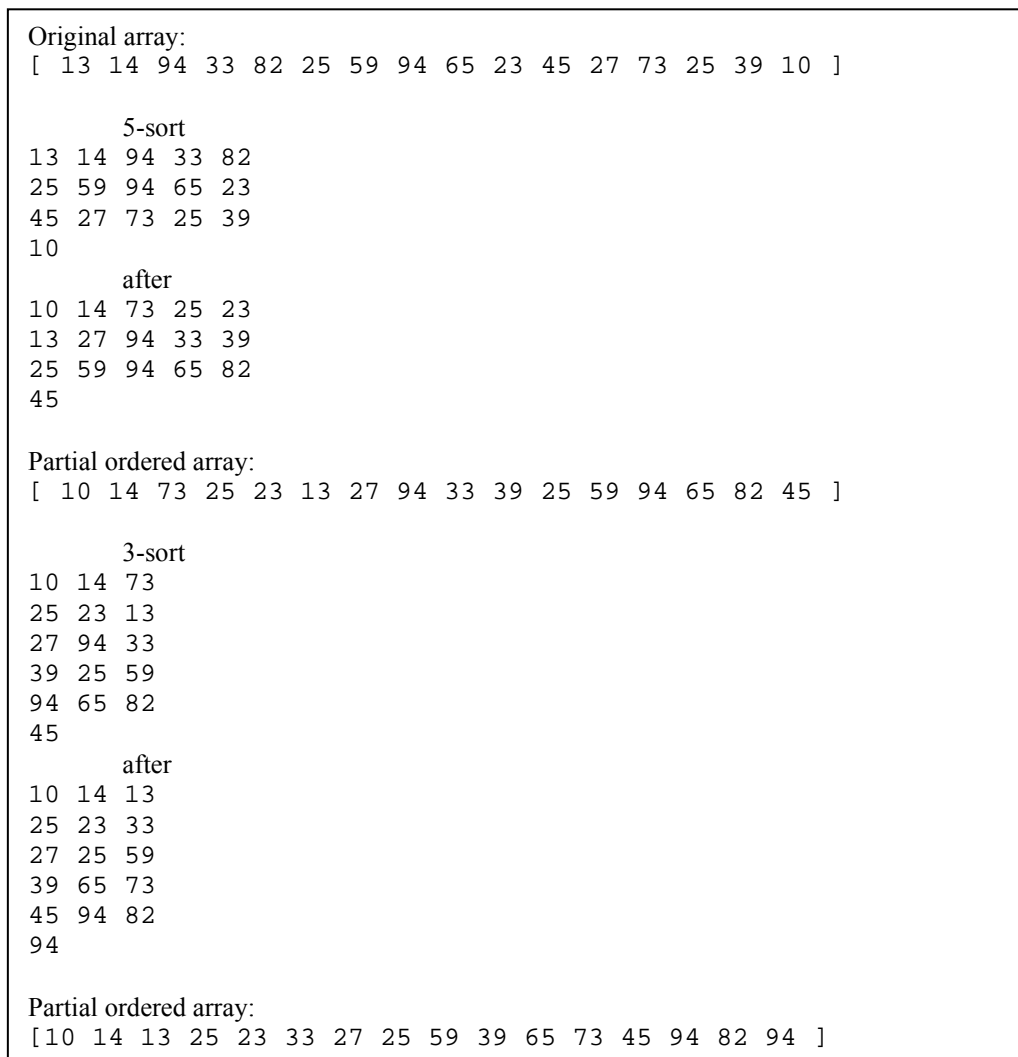 Original array:
[ 13 14 94 33 82 25 59 94 65 23 45 27 73 25 39 10 ]
5-sort
13 14 94 33 82
25 59 94 65 23
45 27 73 25 39
10
after
10 14 73 25 23
13 27 94 33 39
25 59 94 65 82
45
Partial ordered array:
[ 10 14 73 25 23 13 27 94 33 39 25 59 94 65 82 45 ]
3-sort
10 14 73
25 23 13
27 94 33
39 25 59
94 65 82
45
after
10 14 13
25 23 33
27 25 59
39 65 73
45 94 82
94
Partial ordered array:
[10 14 13 25 23 33 27 25 59 39 65 73 45 94 82 94 ]